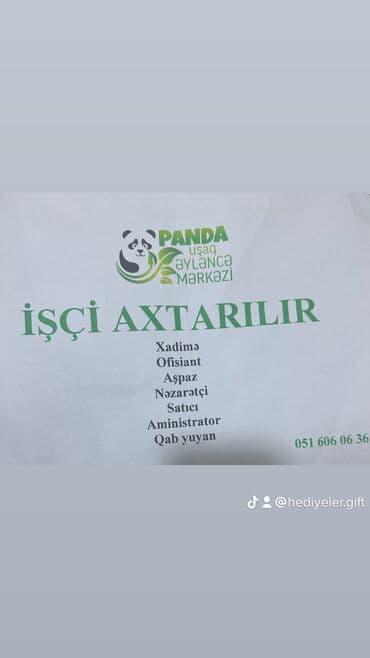 PANDA
uşaq
əyləncə
mərkəzi
İŞÇİ AXTARILIR
Xadimə
Ofisiant
Aşpaz
Nəzarətçi
Satıcı
Aministrator
Qab yuyan
051 606 06 36
@hediyeler.gift